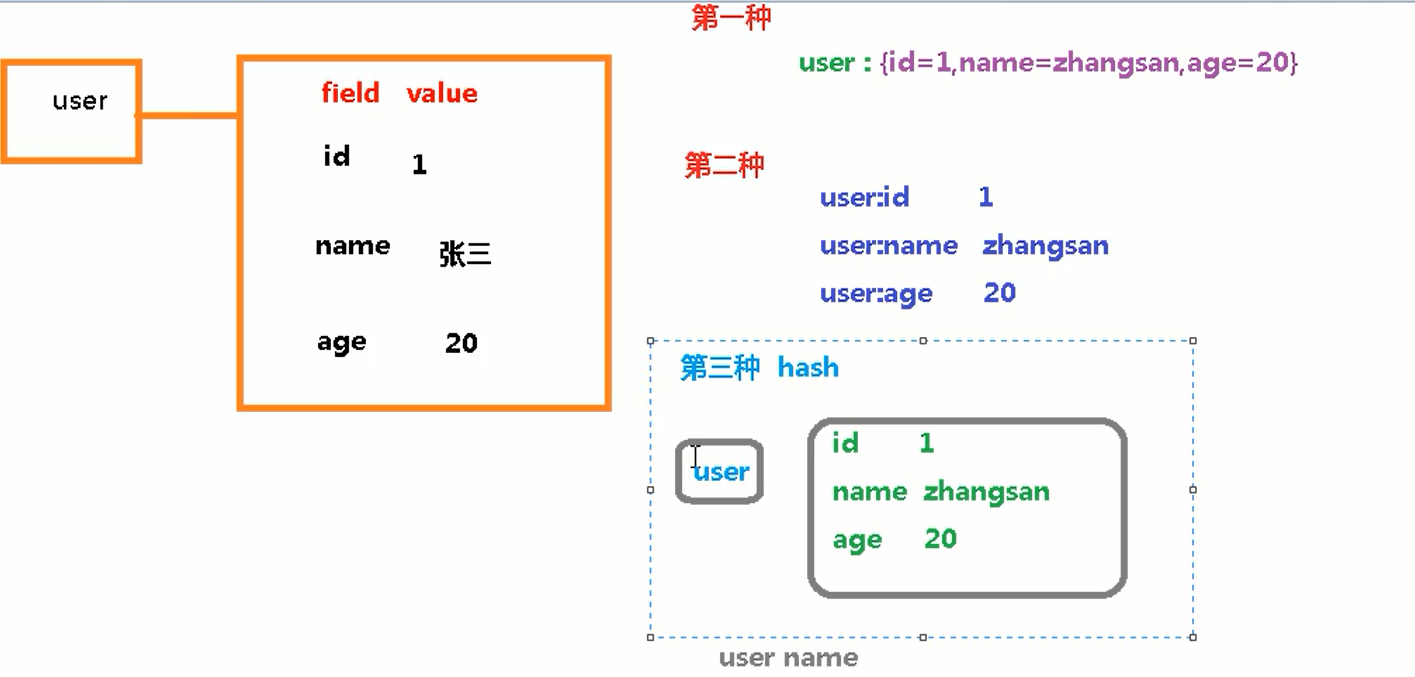 user
field value
id 1
name 张三
age 20
第一种
user : {id=1,name=zhangsan,age=20}
第二种
user:id 1
user:name zhangsan
user:age 20
第三种 hash
user
id 1
name zhangsan
age 20
user name